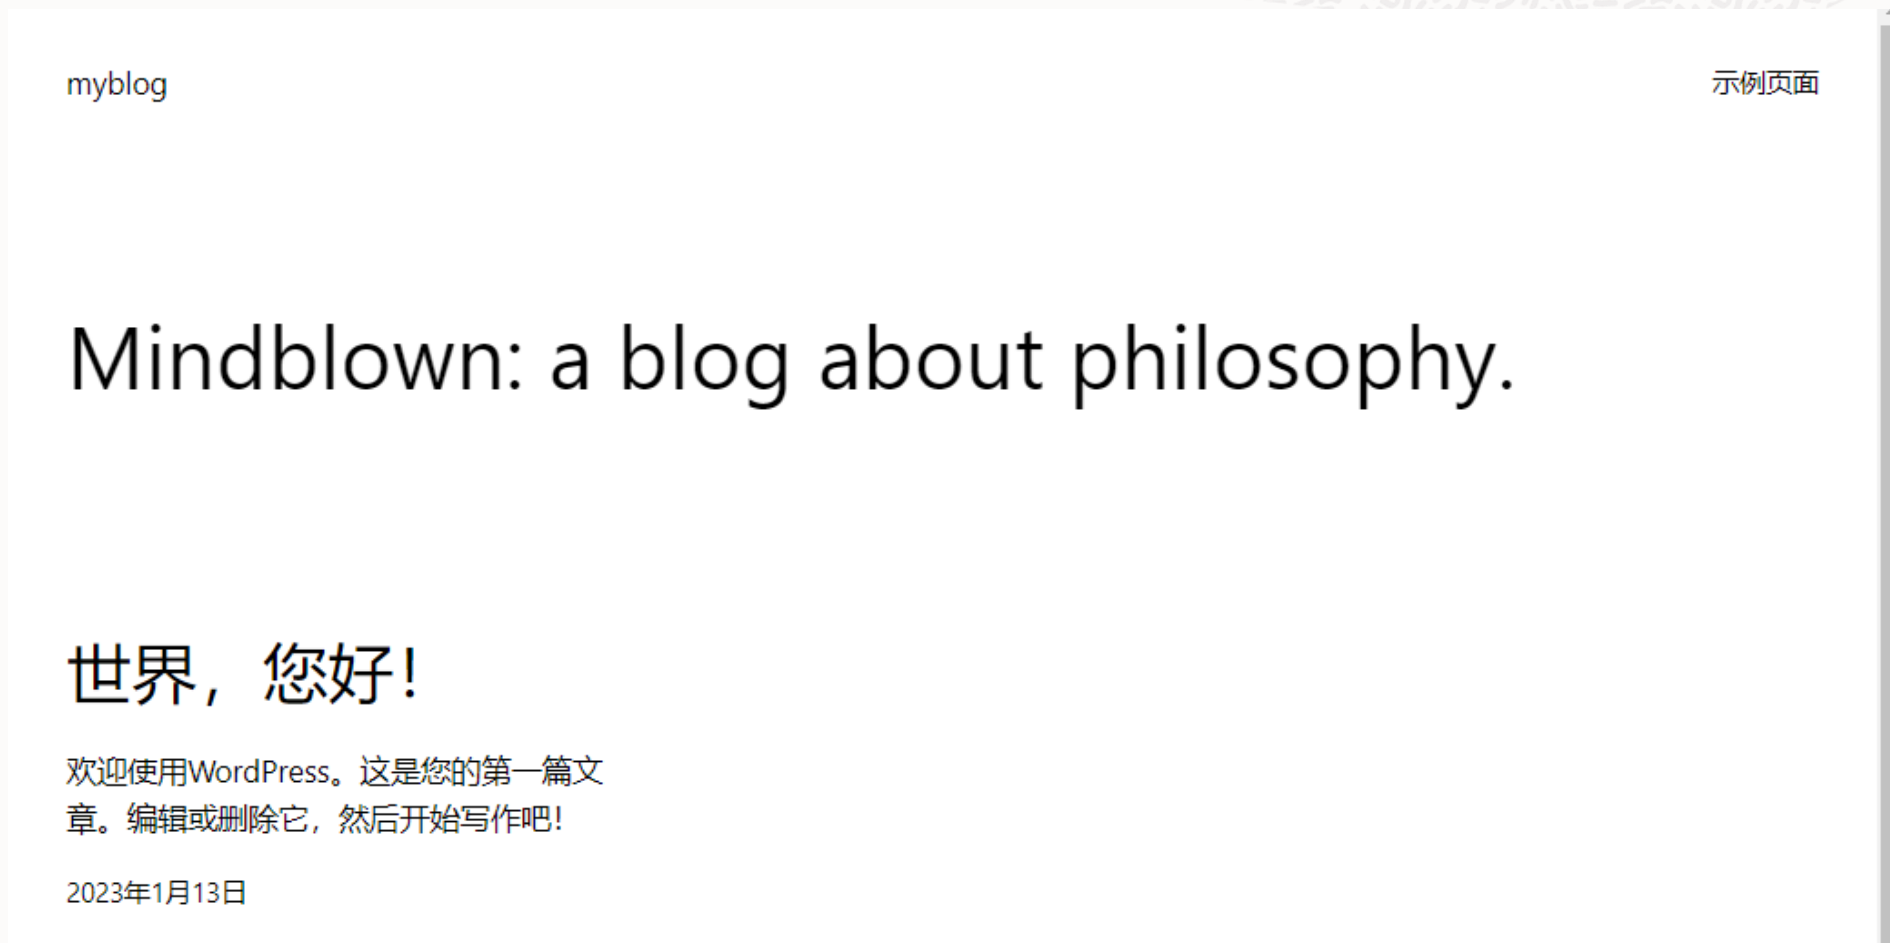 myblog
示例页面
Mindblown: a blog about philosophy.
世界，您好！
欢迎使用WordPress。这是您的第一篇文
章。编辑或删除它，然后开始写作吧！
2023年1月13日